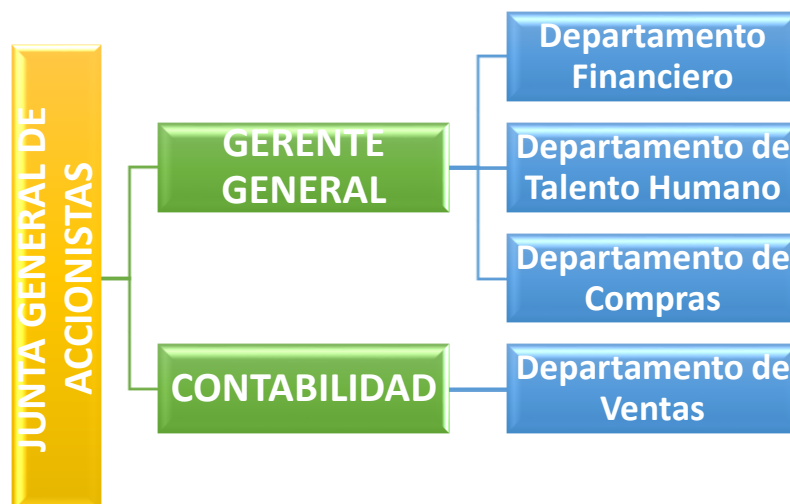 JUNTA GENERAL DE
ACCIONISTAS
GERENTE
GENERAL
Departamento
Financiero
Departamento de
Talento Humano
Departamento de
Compras
CONTABILIDAD
Departamento de
Ventas